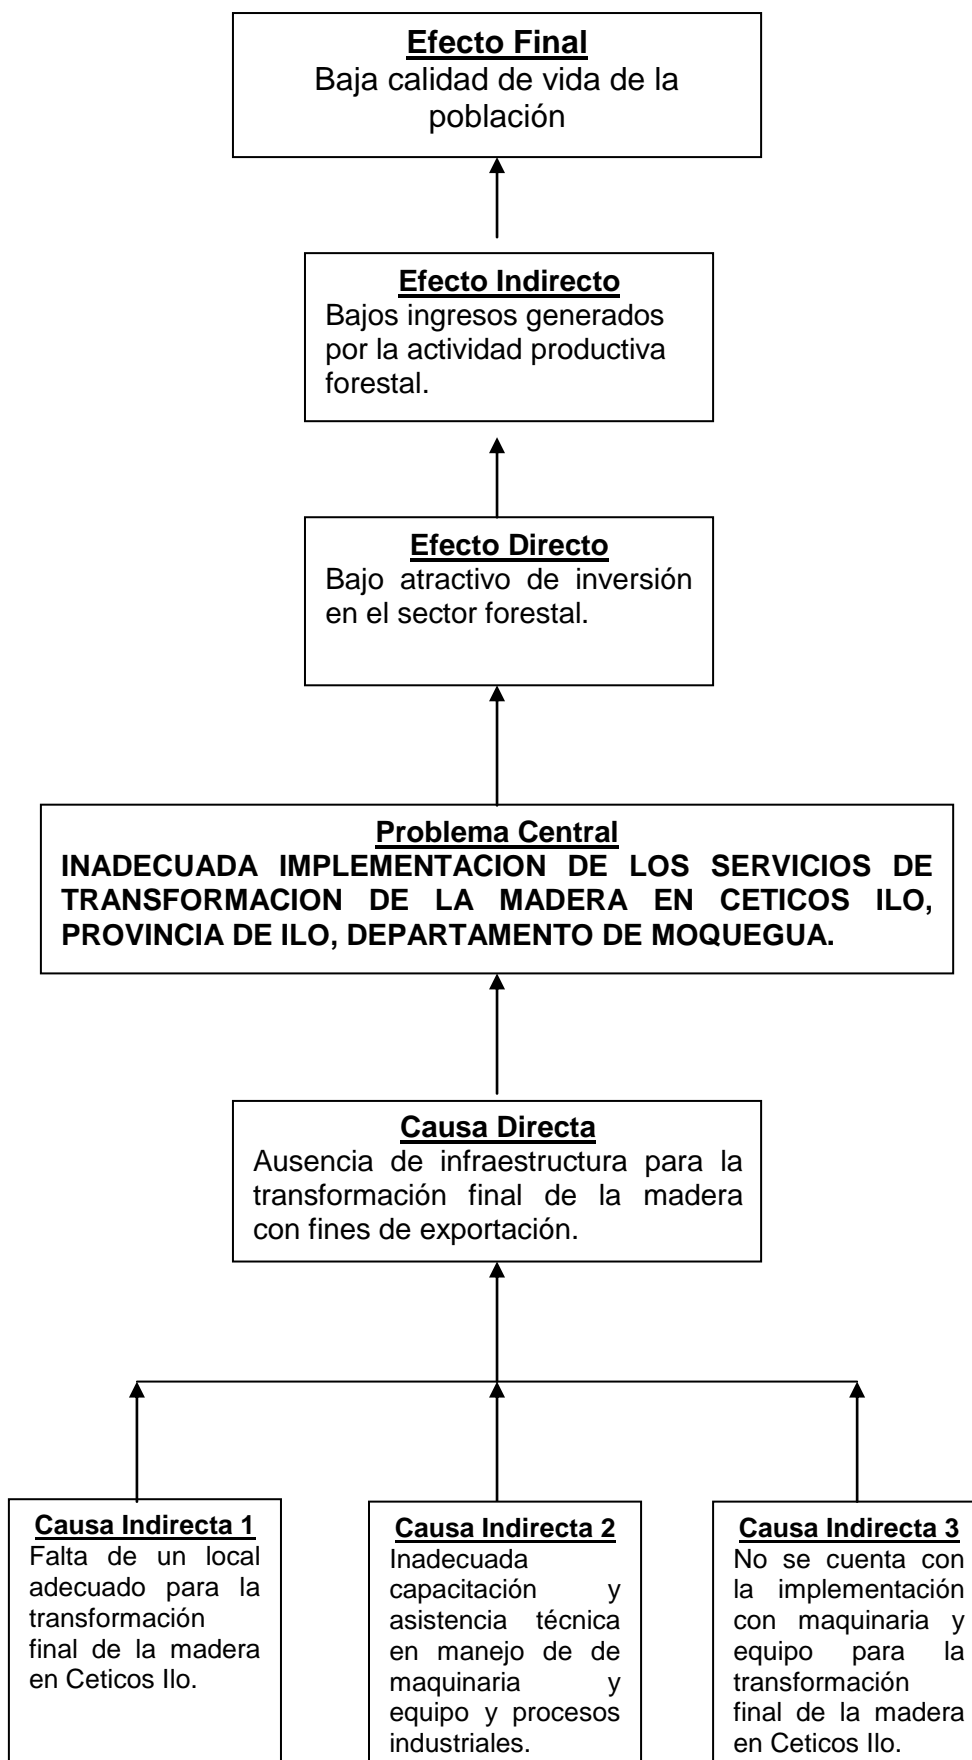 Efecto Final
Baja calidad de vida de la
población
Efecto Indirecto
Bajos ingresos generados
por la actividad productiva
forestal.
Efecto Directo
Bajo atractivo de inversión
en el sector forestal.
Problema Central
INADECUADA IMPLEMENTACION DE LOS SERVICIOS DE
TRANSFORMACION DE LA MADERA EN CETICOS ILO,
PROVINCIA DE ILO, DEPARTAMENTO DE MOQUEGUA.
Causa Directa
Ausencia de infraestructura para la
transformación final de la madera
con fines de exportación.
Causa Indirecta 1
Falta de un local
adecuado para la
transformación
final de la madera
en Ceticos Ilo.
Causa Indirecta 2
Inadecuada
capacitación y
asistencia técnica
en manejo de de
maquinaria y
equipo y procesos
industriales.
Causa Indirecta 3
No se cuenta con
la implementación
con maquinaria y
equipo para la
transformación
final de la madera
en Ceticos Ilo.